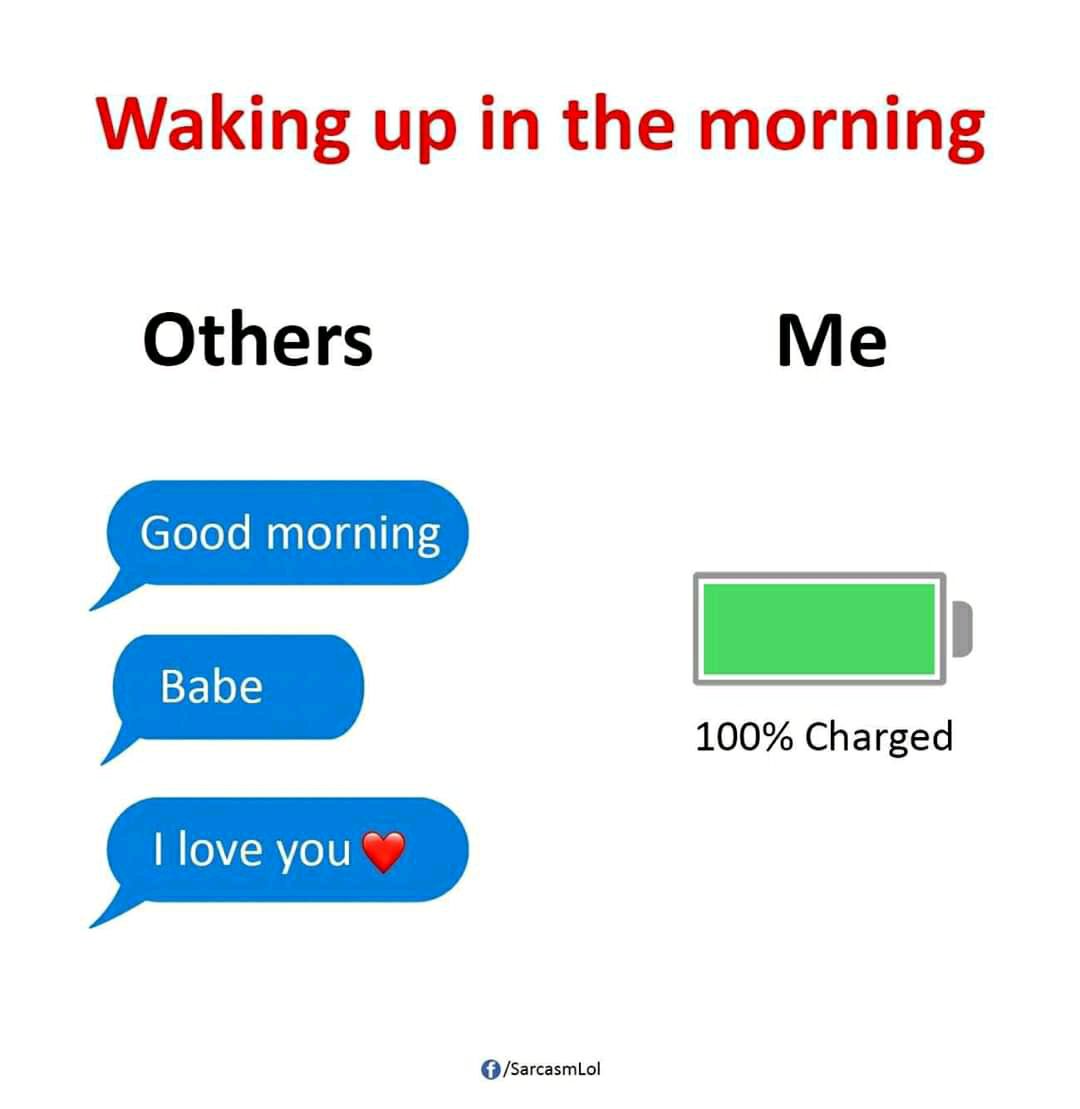 Waking up in the morning
Others
Me
Good morning
Babe
I love you ❤️
100% Charged
/SarcasmLol